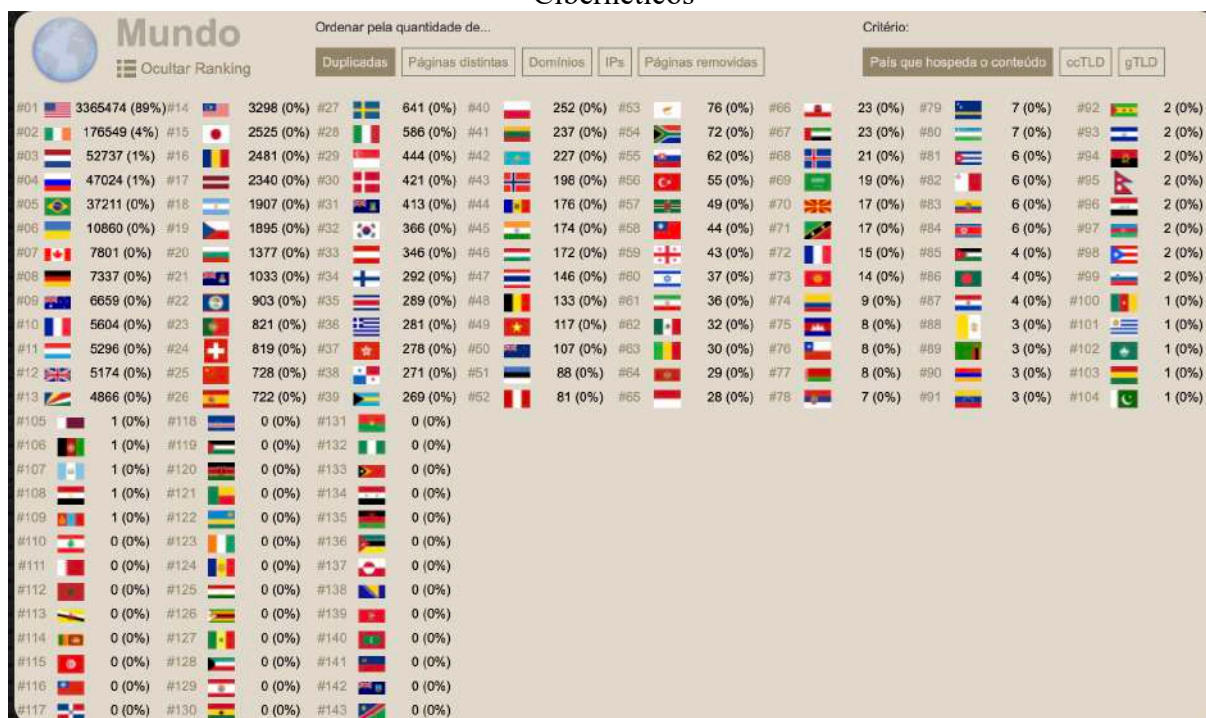 Cibernéticos
Mundo
Ocultar Ranking
Ordenar pela quantidade de...
Duplicadas Páginas distintas Domínios IPs Páginas removidas
Critério:
País que hospeda o conteúdo ccTLD gTLD
#01 3365474 (89%) #14 3298 (0%) #27 641 (0%) #40 252 (0%) #53 76 (0%) #66 23 (0%) #79 7 (0%) #92 2 (0%)
#02 176549 (4%) #15 2525 (0%) #28 586 (0%) #41 237 (0%) #54 72 (0%) #67 23 (0%) #80 7 (0%) #93 2 (0%)
#03 52737 (1%) #16 2481 (0%) #29 444 (0%) #42 227 (0%) #55 62 (0%) #68 21 (0%) #81 6 (0%) #94 2 (0%)
#04 47024 (1%) #17 2340 (0%) #30 421 (0%) #43 198 (0%) #56 55 (0%) #69 19 (0%) #82 6 (0%) #95 2 (0%)
#05 37211 (0%) #18 1907 (0%) #31 413 (0%) #44 176 (0%) #57 49 (0%) #70 17 (0%) #83 6 (0%) #96 2 (0%)
#06 10860 (0%) #19 1895 (0%) #32 366 (0%) #45 174 (0%) #58 44 (0%) #71 17 (0%) #84 6 (0%) #97 2 (0%)
#07 7801 (0%) #20 1377 (0%) #33 346 (0%) #46 172 (0%) #59 43 (0%) #72 15 (0%) #85 4 (0%) #98 2 (0%)
#08 7337 (0%) #21 1033 (0%) #34 292 (0%) #47 146 (0%) #60 37 (0%) #73 14 (0%) #86 4 (0%) #99 2 (0%)
#09 6659 (0%) #22 903 (0%) #35 289 (0%) #48 133 (0%) #61 36 (0%) #74 9 (0%) #87 4 (0%) #100 1 (0%)
#10 5604 (0%) #23 821 (0%) #36 281 (0%) #49 117 (0%) #62 32 (0%) #75 8 (0%) #88 3 (0%) #101 1 (0%)
#11 5296 (0%) #24 819 (0%) #37 278 (0%) #50 107 (0%) #63 30 (0%) #76 8 (0%) #89 3 (0%) #102 1 (0%)
#12 5174 (0%) #25 728 (0%) #38 271 (0%) #51 88 (0%) #64 29 (0%) #77 8 (0%) #90 3 (0%) #103 1 (0%)
#13 4866 (0%) #26 722 (0%) #39 269 (0%) #52 81 (0%) #65 28 (0%) #78 7 (0%) #91 3 (0%) #104 1 (0%)
#105 1 (0%) #118 0 (0%) #131 0 (0%)
#106 1 (0%) #119 0 (0%) #132 0 (0%)
#107 1 (0%) #120 0 (0%) #133 0 (0%)
#108 1 (0%) #121 0 (0%) #134 0 (0%)
#109 1 (0%) #122 0 (0%) #135 0 (0%)
#110 0 (0%) #123 0 (0%) #136 0 (0%)
#111 0 (0%) #124 0 (0%) #137 0 (0%)
#112 0 (0%) #125 0 (0%) #138 0 (0%)
#113 0 (0%) #126 0 (0%) #139 0 (0%)
#114 0 (0%) #127 0 (0%) #140 0 (0%)
#115 0 (0%) #128 0 (0%) #141 0 (0%)
#116 0 (0%) #129 0 (0%) #142 0 (0%)
#117 0 (0%) #130 0 (0%) #143 0 (0%)